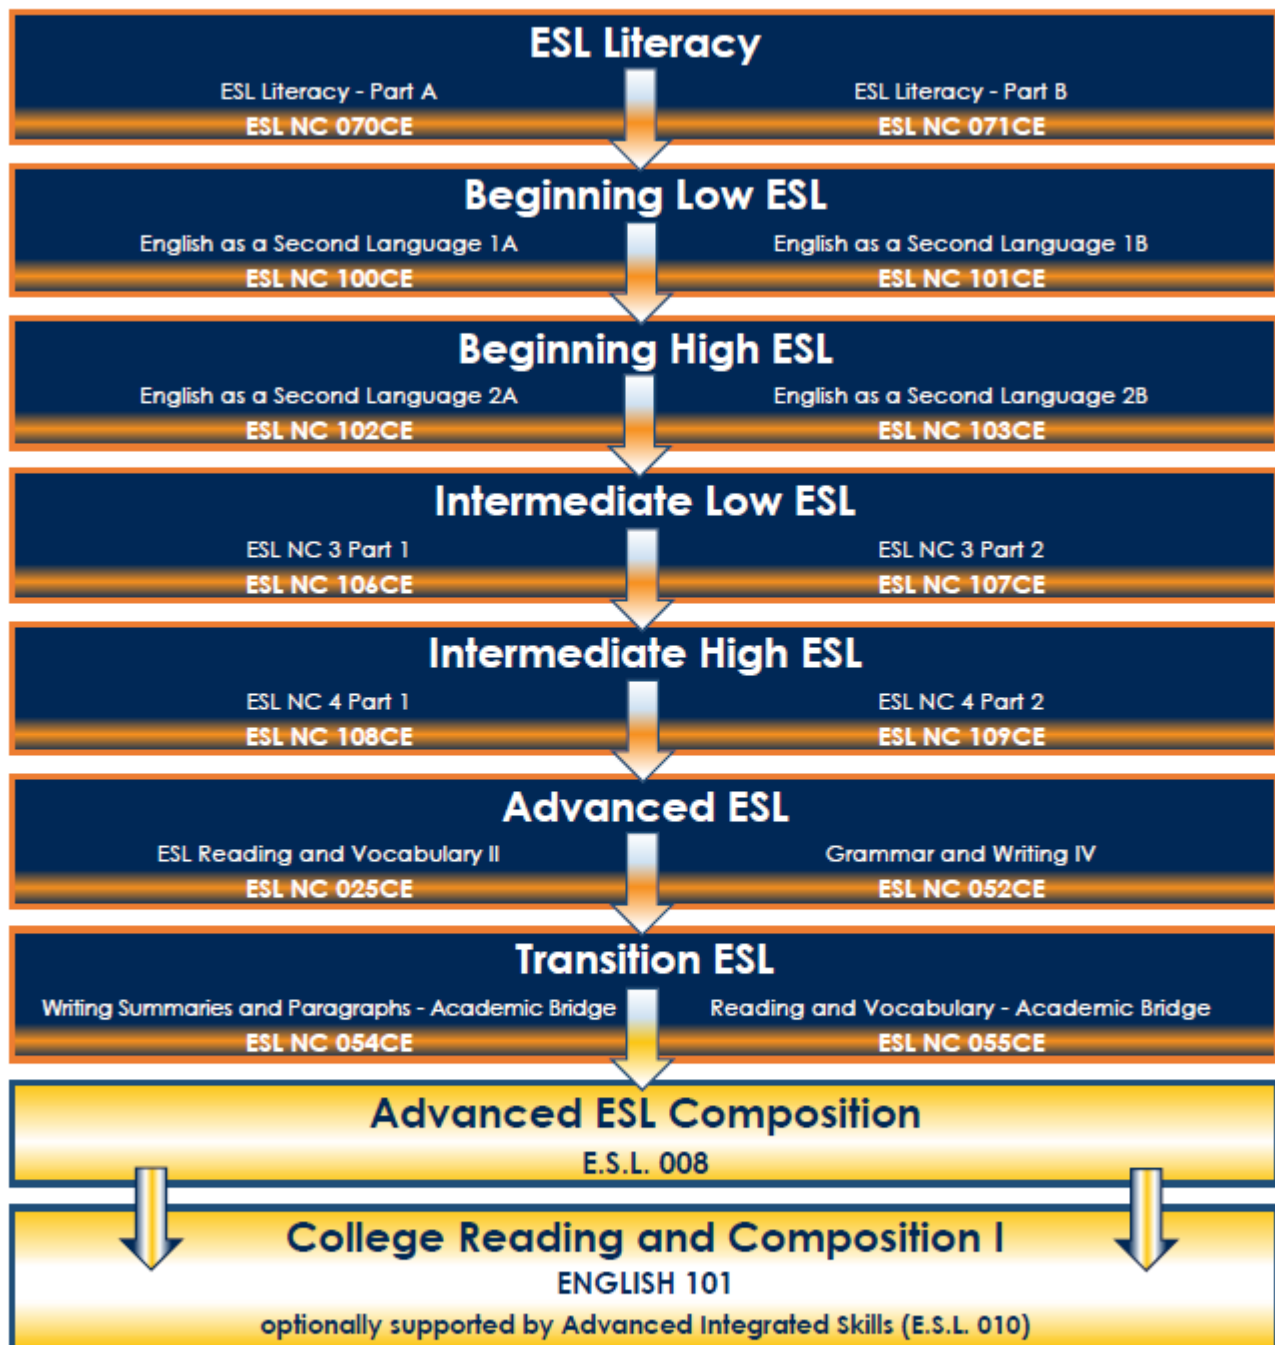 ESL Literacy
ESL Literacy - Part A
ESL NC 070CE
ESL Literacy - Part B
ESL NC 071CE
Beginning Low ESL
English as a Second Language 1A
ESL NC 100CE
English as a Second Language 1B
ESL NC 101CE
Beginning High ESL
English as a Second Language 2A
ESL NC 102CE
English as a Second Language 2B
ESL NC 103CE
Intermediate Low ESL
ESL NC 3 Part 1
ESL NC 106CE
ESL NC 3 Part 2
ESL NC 107CE
Intermediate High ESL
ESL NC 4 Part 1
ESL NC 108CE
ESL NC 4 Part 2
ESL NC 109CE
Advanced ESL
ESL Reading and Vocabulary II
ESL NC 025CE
Grammar and Writing IV
ESL NC 052CE
Transition ESL
Writing Summaries and Paragraphs - Academic Bridge
ESL NC 054CE
Reading and Vocabulary - Academic Bridge
ESL NC 055CE
Advanced ESL Composition
E.S.L. 008
College Reading and Composition I
ENGLISH 101
optionally supported by Advanced Integrated Skills (E.S.L. 010)